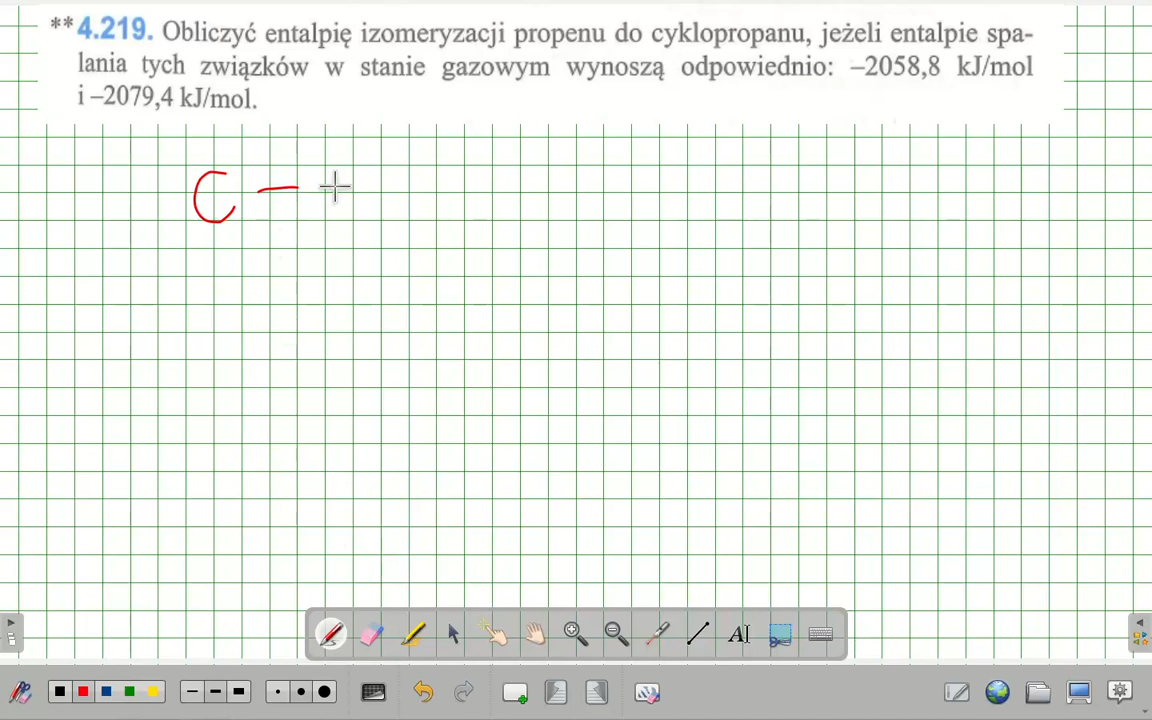 **4.219. Obliczyć entalpię izomeryzacji propenu do cyklopropanu, jeżeli entalpie spa-
lania tych związków w stanie gazowym wynoszą odpowiednio: –2058,8 kJ/mol
i –2079,4 kJ/mol.
C –
A